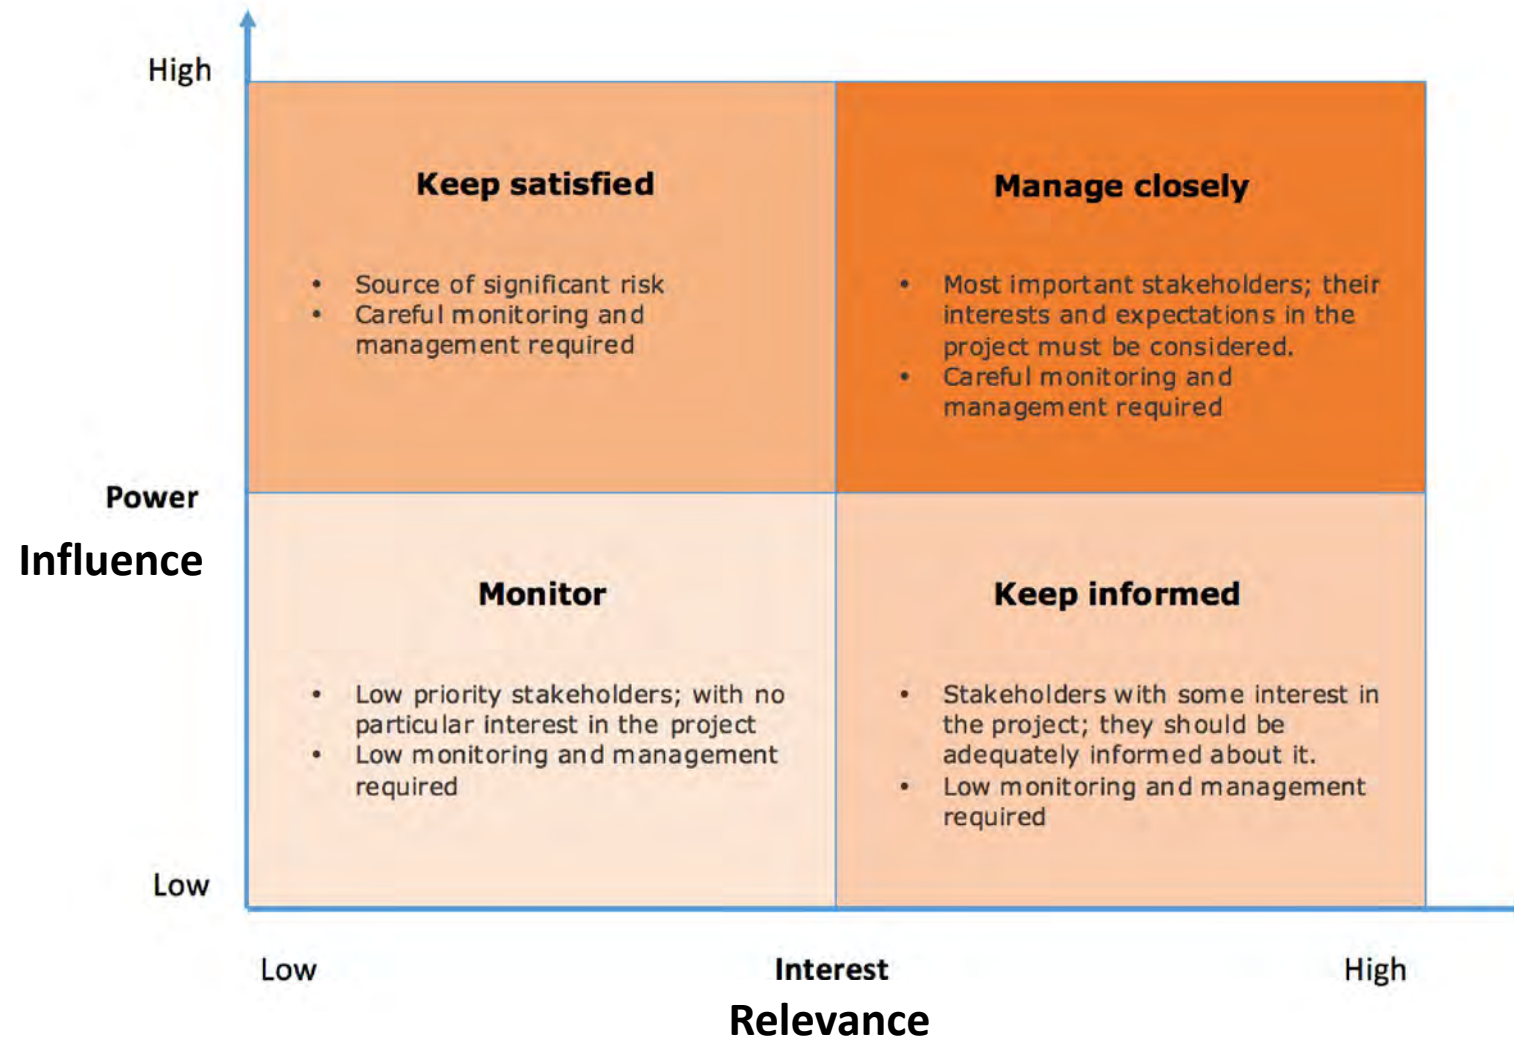 High
Keep satisfied
• Source of significant risk
• Careful monitoring and
management required
Manage closely
• Most important stakeholders; their
interests and expectations in the
project must be considered.
• Careful monitoring and
management required
Power
Influence
Monitor
• Low priority stakeholders; with no
particular interest in the project
• Low monitoring and management
required
Keep informed
• Stakeholders with some interest in
the project; they should be
adequately informed about it.
• Low monitoring and management
required
Low
Low
Interest
High
Relevance